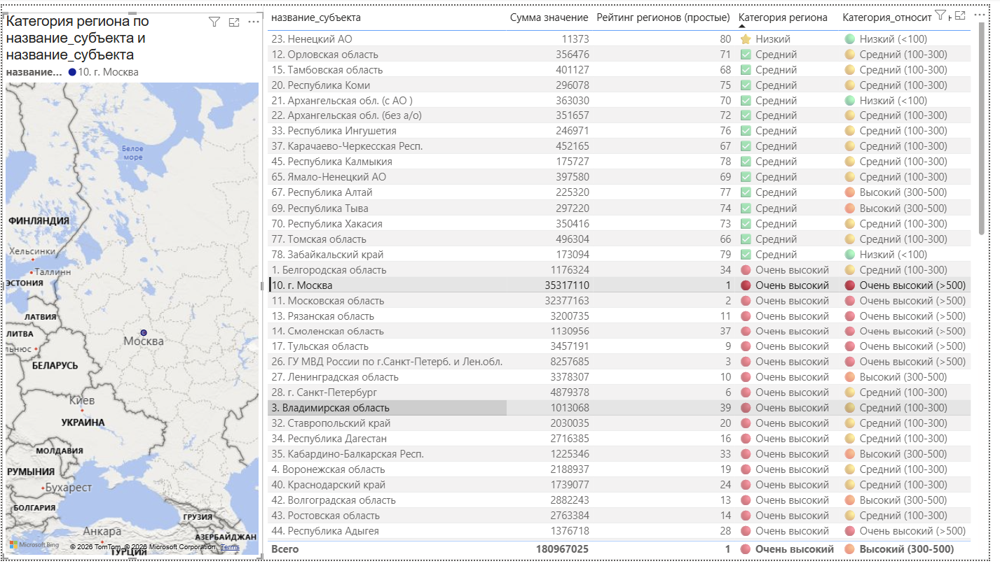 Категория региона по
название_субъекта и
название_субъекта
название... 10. г. Москва
Белое
море
ФИНЛЯНДИЯ
Хельсинки
Таллинн
ЭСТОНИЯ
ЛАТВИЯ
ЛИТВА
Москва
БЕЛАРУСЬ
Киев
УКРАИНА
МОЛДАВИЯ
РУМЫНИЯ
Бухарест
БОЛГАРИЯ
ГРУЗИЯ
Анкара
АЗЕРБАЙДЖАН
Microsoft Bing
© 2026 TomTom, © 2026 Microsoft Corporation Terms
ТУРЦИЯ
название_субъекта Сумма значение Рейтинг регионов (простые) Категория региона Категория_относит
23. Ненецкий АО 11373 80 Низкий Низкий (<100)
12. Орловская область 356476 71 Средний Средний (100-300)
15. Тамбовская область 401127 68 Средний Средний (100-300)
20. Республика Коми 296078 75 Средний Средний (100-300)
21. Архангельская обл. (с АО ) 363030 70 Средний Низкий (<100)
22. Архангельская обл. (без а/о) 351657 72 Средний Средний (100-300)
33. Республика Ингушетия 246971 76 Средний Средний (100-300)
37. Карачаево-Черкесская Респ. 452165 67 Средний Средний (100-300)
45. Республика Калмыкия 175727 78 Средний Средний (100-300)
65. Ямало-Ненецкий АО 397580 69 Средний Средний (100-300)
67. Республика Алтай 225320 77 Средний Высокий (300-500)
69. Республика Тыва 297220 74 Средний Высокий (300-500)
70. Республика Хакасия 350416 73 Средний Средний (100-300)
77. Томская область 496304 66 Средний Средний (100-300)
78. Забайкальский край 173094 79 Средний Низкий (<100)
1. Белгородская область 1176324 34 Очень высокий Средний (100-300)
10. г. Москва 35317110 1 Очень высокий Очень высокий (>500)
11. Московская область 32377163 2 Очень высокий Очень высокий (>500)
13. Рязанская область 3200735 11 Очень высокий Очень высокий (>500)
14. Смоленская область 1130956 37 Очень высокий Очень высокий (>500)
17. Тульская область 3457191 9 Очень высокий Очень высокий (>500)
26. ГУ МВД России по г.Санкт-Петерб. и Лен.обл. 8257685 3 Очень высокий Очень высокий (>500)
27. Ленинградская область 3378307 10 Очень высокий Высокий (300-500)
28. г. Санкт-Петербург 4879378 6 Очень высокий Средний (100-300)
3. Владимирская область 1013068 39 Очень высокий Средний (100-300)
32. Ставропольский край 2030035 20 Очень высокий Средний (100-300)
34. Республика Дагестан 2716385 16 Очень высокий Средний (100-300)
35. Кабардино-Балкарская Респ. 1225346 33 Очень высокий Высокий (300-500)
4. Воронежская область 2188937 19 Очень высокий Средний (100-300)
40. Краснодарский край 1739077 24 Очень высокий Средний (100-300)
42. Волгоградская область 2882243 13 Очень высокий Высокий (300-500)
43. Ростовская область 2763384 14 Очень высокий Средний (100-300)
44. Республика Адыгея 1376718 28 Очень высокий Очень высокий (>500)
Всего 180967025 1 Очень высокий Высокий (300-500)